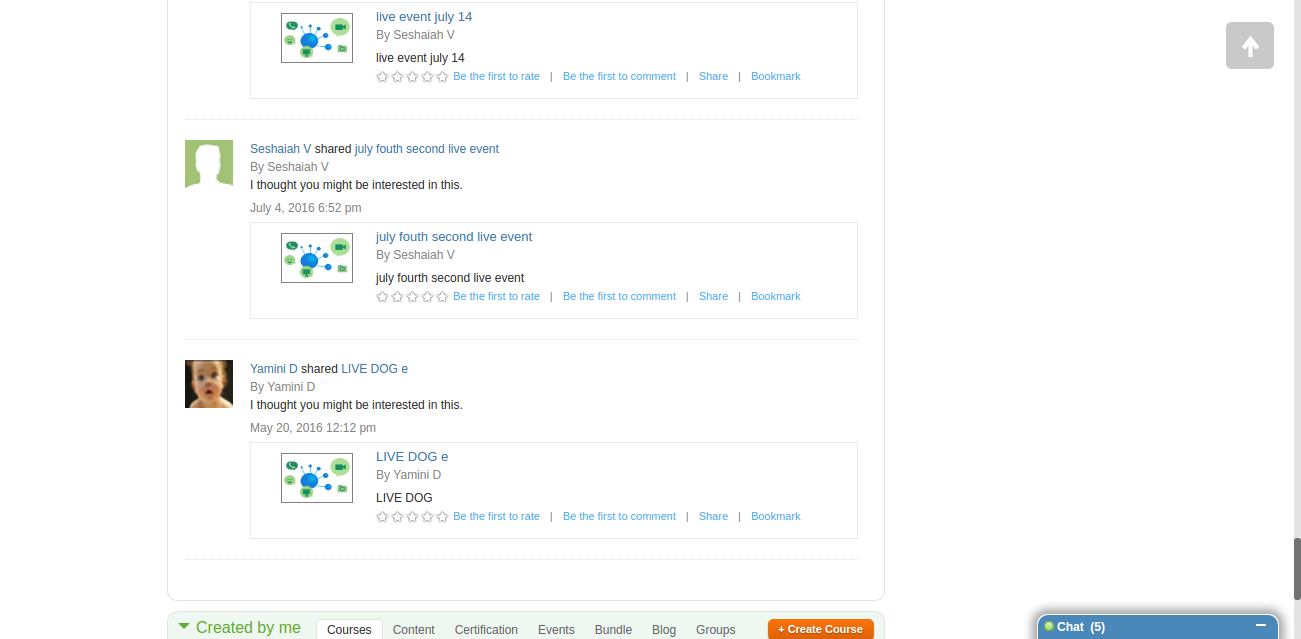 live event july 14
By Seshaiah V
live event july 14
Be the first to rate | Be the first to comment | Share | Bookmark
Seshaiah V shared july fouth second live event
By Seshaiah V
I thought you might be interested in this.
July 4, 2016 6:52 pm
july fouth second live event
By Seshaiah V
july fourth second live event
Be the first to rate | Be the first to comment | Share | Bookmark
Yamini D shared LIVE DOG e
By Yamini D
I thought you might be interested in this.
May 20, 2016 12:12 pm
LIVE DOG e
By Yamini D
LIVE DOG
Be the first to rate | Be the first to comment | Share | Bookmark
Created by me Courses Content Certification Events Bundle Blog Groups + Create Course
Chat (5)